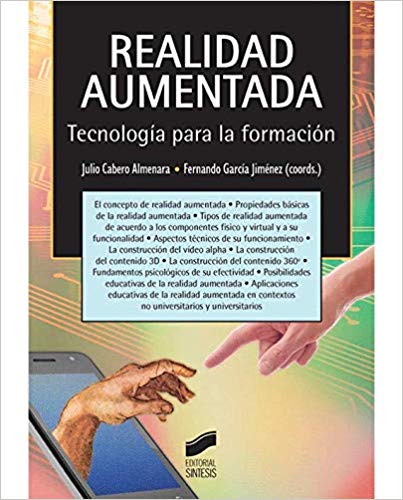 REALIDAD
AUMENTADA
Tecnología para la formación
Julio Cabero Almenara • Fernando García Jiménez (coords.)
El concepto de realidad aumentada • Propiedades básicas
de la realidad aumentada • Tipos de realidad aumentada
de acuerdo a los componentes físico y virtual y a su
funcionalidad • Aspectos técnicos de su funcionamiento •
La construcción del vídeo alpha • La construcción
del contenido 3D • La construcción del contenido 360º •
Fundamentos psicológicos de su efectividad • Posibilidades
educativas de la realidad aumentada • Aplicaciones
educativas de la realidad aumentada en contextos
no universitarios y universitarios
EDITORIAL
SINTESIS